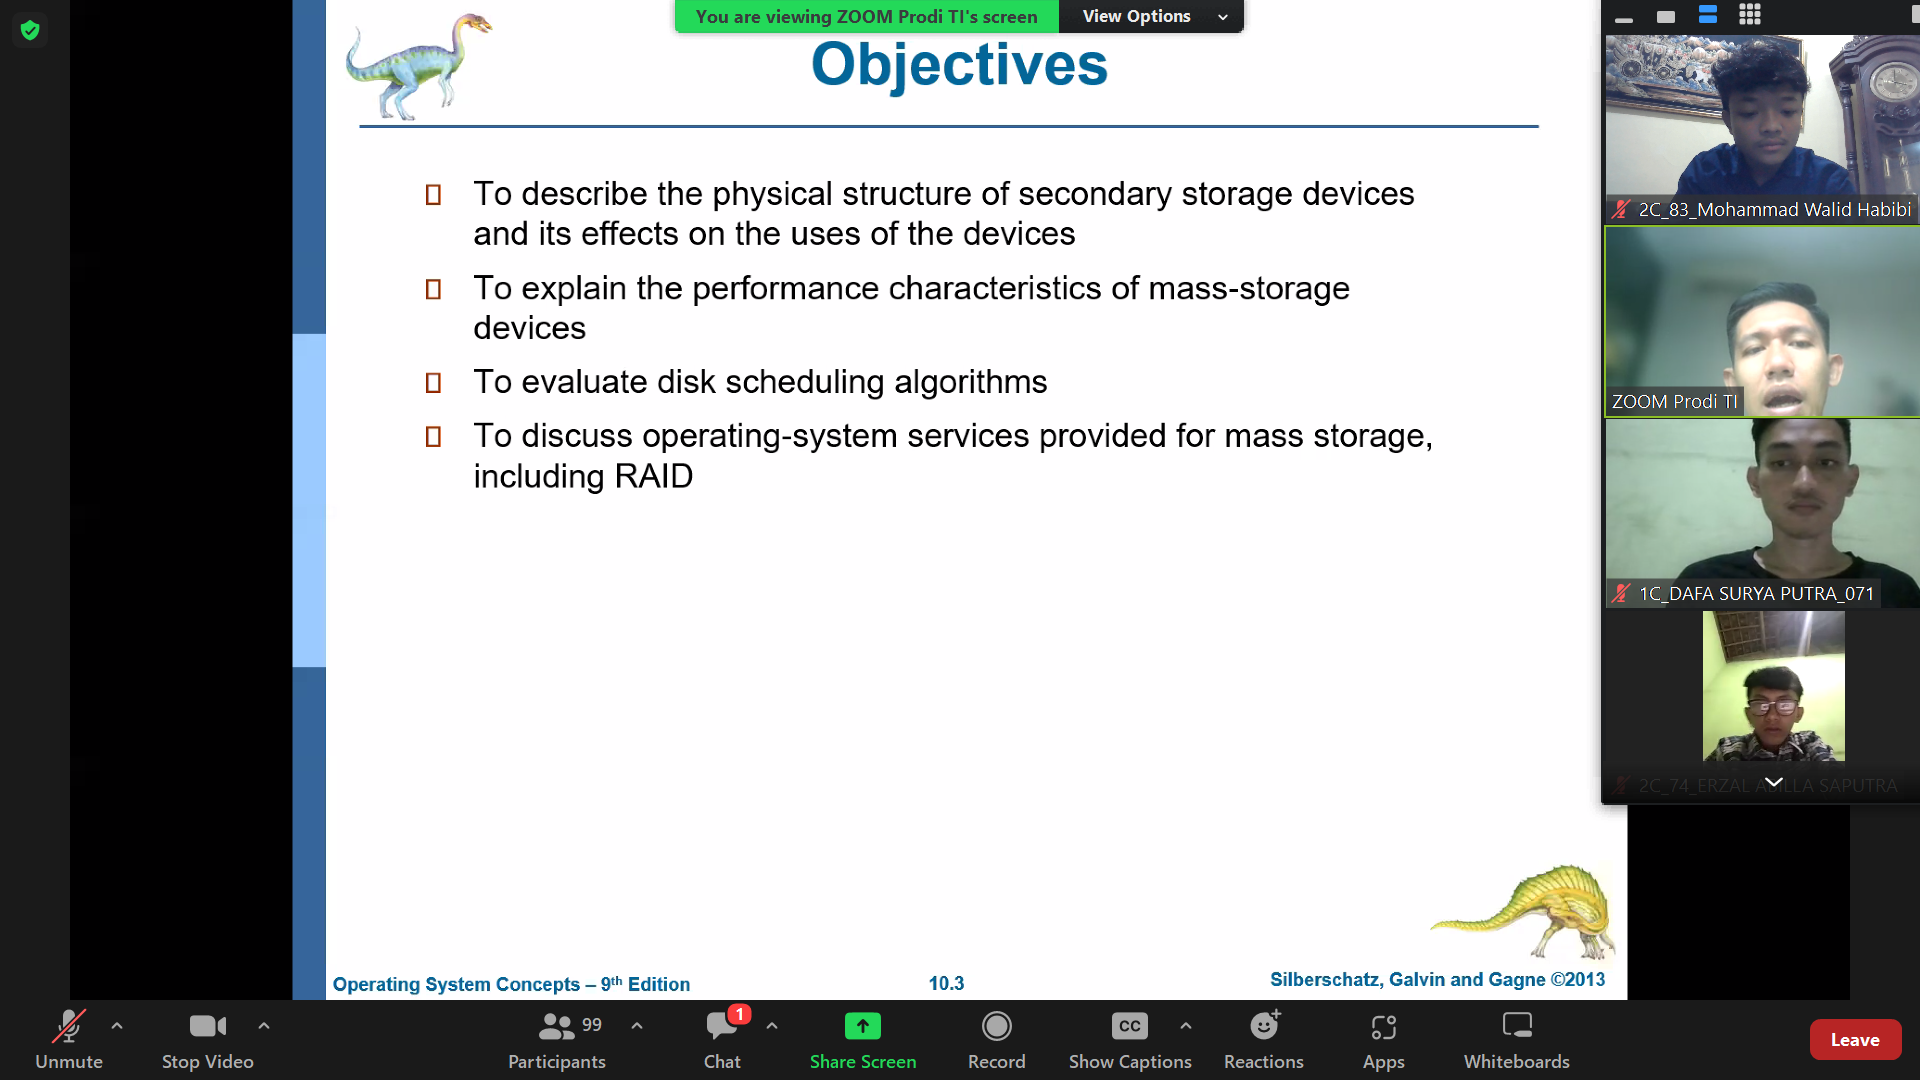 You are viewing ZOOM Prodi TI's screen
View Options
Objectives
To describe the physical structure of secondary storage devices
and its effects on the uses of the devices
To explain the performance characteristics of mass-storage
devices
To evaluate disk scheduling algorithms
To discuss operating-system services provided for mass storage,
including RAID
Operating System Concepts – 9th Edition
10.3
Silberschatz, Galvin and Gagne ©2013
2C_83_Mohammad Walid Habibi
ZOOM Prodi TI
1C_DAFA SURYA PUTRA_071
2C_74_ERZAL ABILLA SAPUTRA
Unmute
Stop Video
99
Participants
1
Chat
Share Screen
Record
CC
Show Captions
Reactions
Apps
Whiteboards
Leave